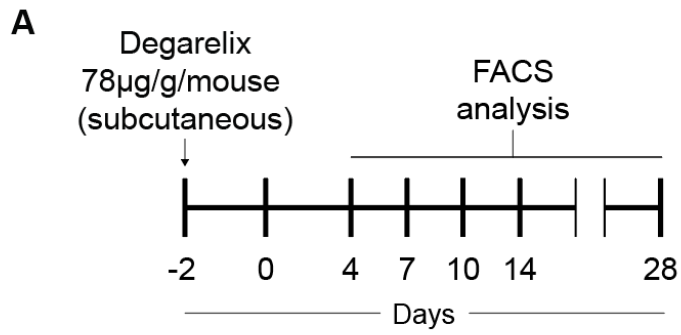 A
Degarelix
78µg/g/mouse
(subcutaneous)
FACS
analysis
-2 0 4 7 10 14 28
Days